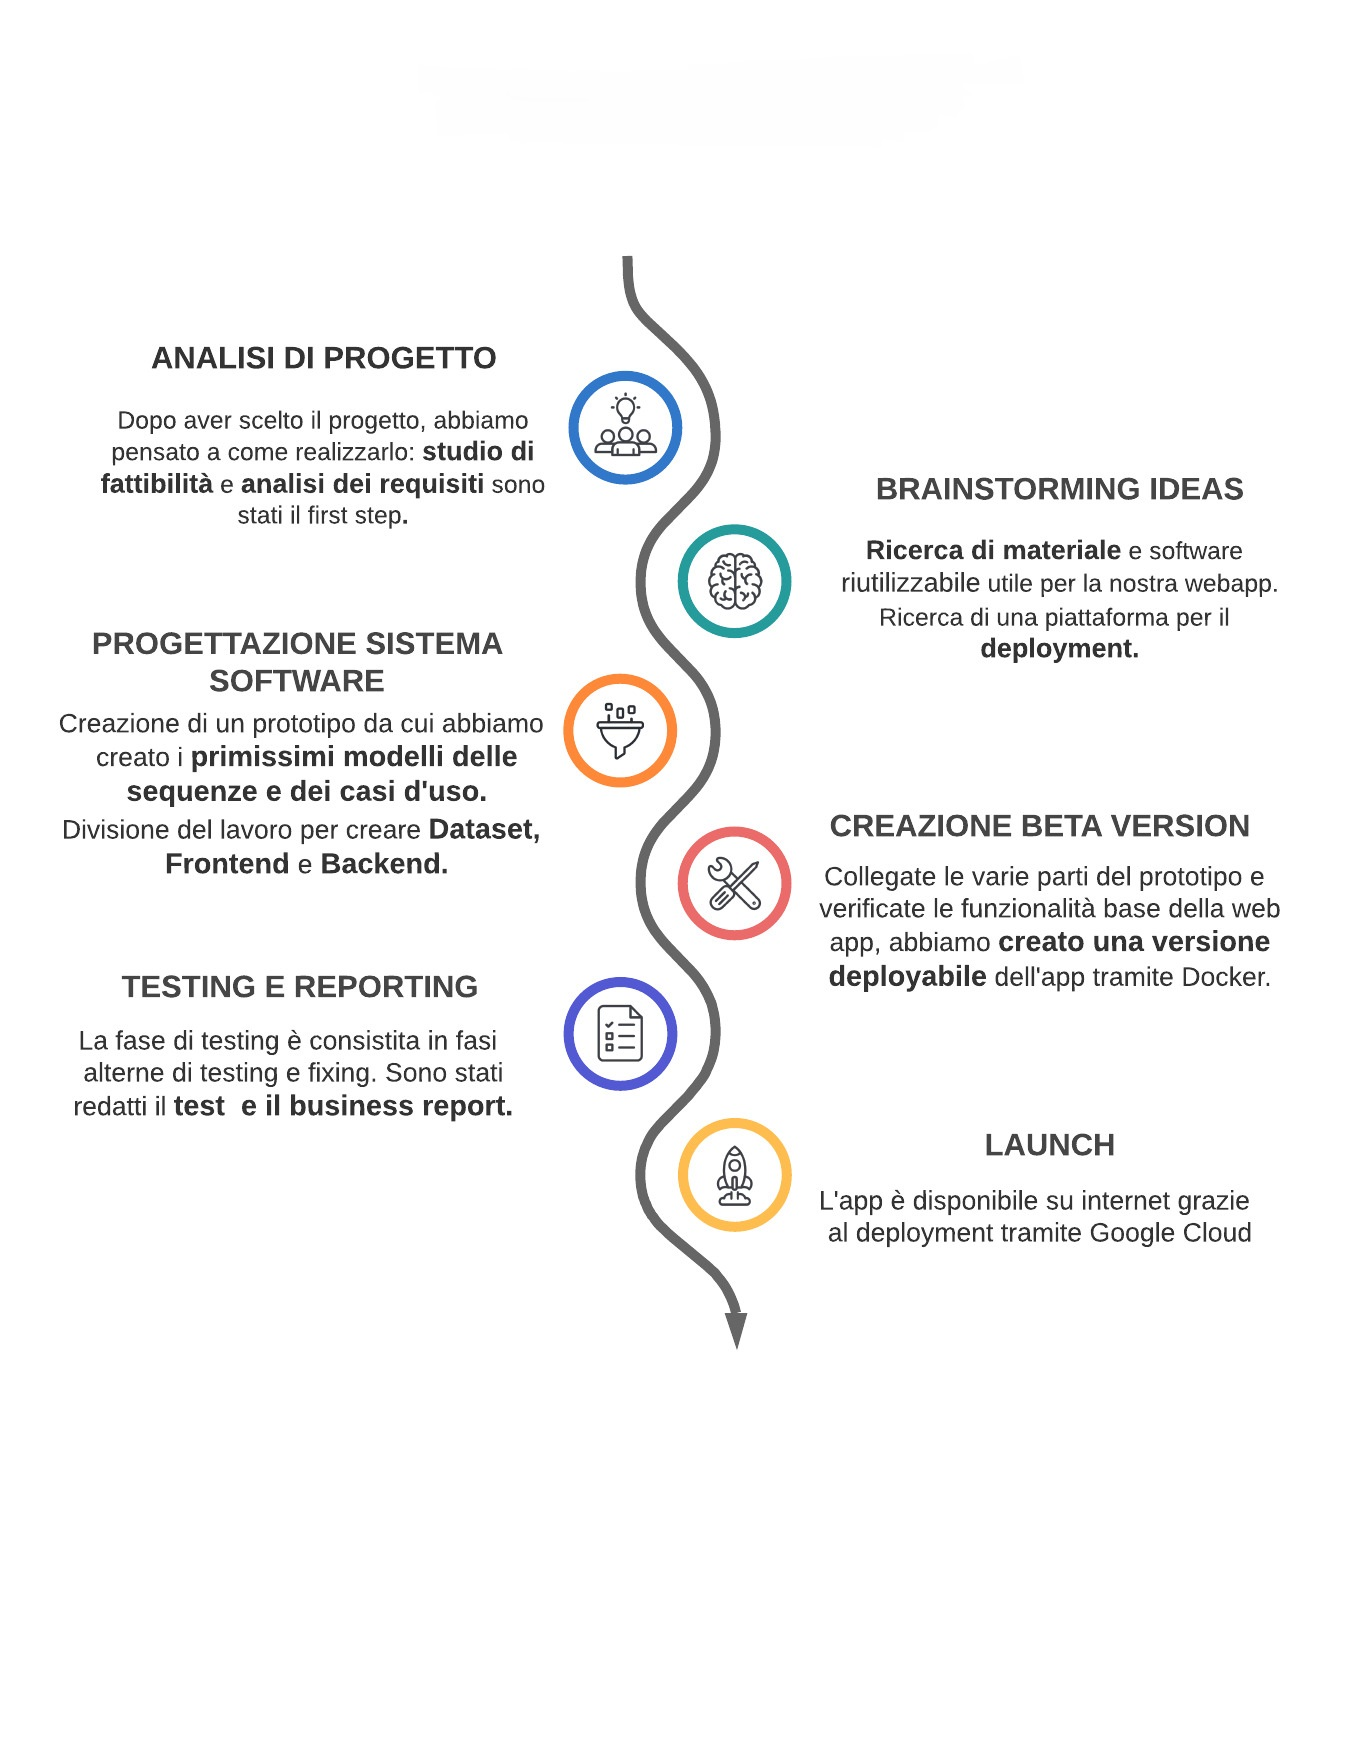 ANALISI DI PROGETTO
Dopo aver scelto il progetto, abbiamo
pensato a come realizzarlo: studio di
fattibilità e analisi dei requisiti sono
stati il first step.
BRAINSTORMING IDEAS
Ricerca di materiale e software
riutilizzabile utile per la nostra webapp.
Ricerca di una piattaforma per il
deployment.
PROGETTAZIONE SISTEMA
SOFTWARE
Creazione di un prototipo da cui abbiamo
creato i primissimi modelli delle
sequenze e dei casi d'uso.
Divisione del lavoro per creare Dataset,
Frontend e Backend.
CREAZIONE BETA VERSION
Collegate le varie parti del prototipo e
verificate le funzionalità base della web
app, abbiamo creato una versione
deployabile dell'app tramite Docker.
TESTING E REPORTING
La fase di testing è consistita in fasi
alterne di testing e fixing. Sono stati
redatti il test  e il business report.
LAUNCH
L'app è disponibile su internet grazie
al deployment tramite Google Cloud